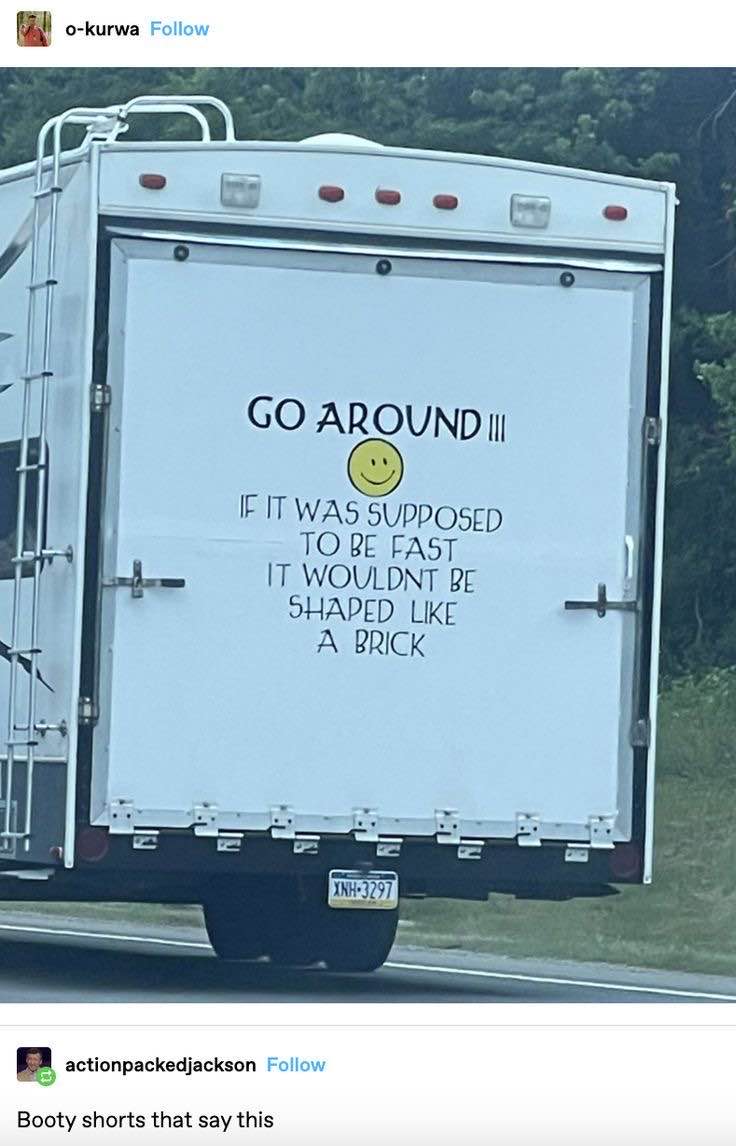 o-kurwa Follow
GO AROUND !!!
IF IT WAS SUPPOSED
TO BE FAST
IT WOULDNT BE
SHAPED LIKE
A BRICK
XNH-3297
actionpackedjackson Follow
Booty shorts that say this